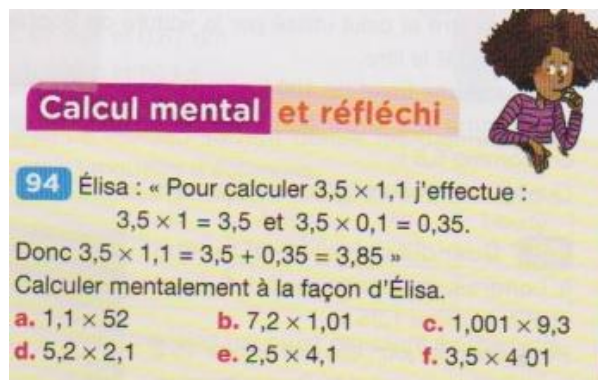 Calcul mental et réfléchi
94 Élisa : « Pour calculer 3,5 × 1,1 j'effectue :
3,5 × 1 = 3,5 et 3,5 × 0,1 = 0,35.
Donc 3,5 × 1,1 = 3,5 + 0,35 = 3,85 »
Calculer mentalement à la façon d'Élisa.
a. 1,1 × 52 b. 7,2 × 1,01 c. 1,001 × 9,3
d. 5,2 × 2,1 e. 2,5 × 4,1 f. 3,5 × 4 01